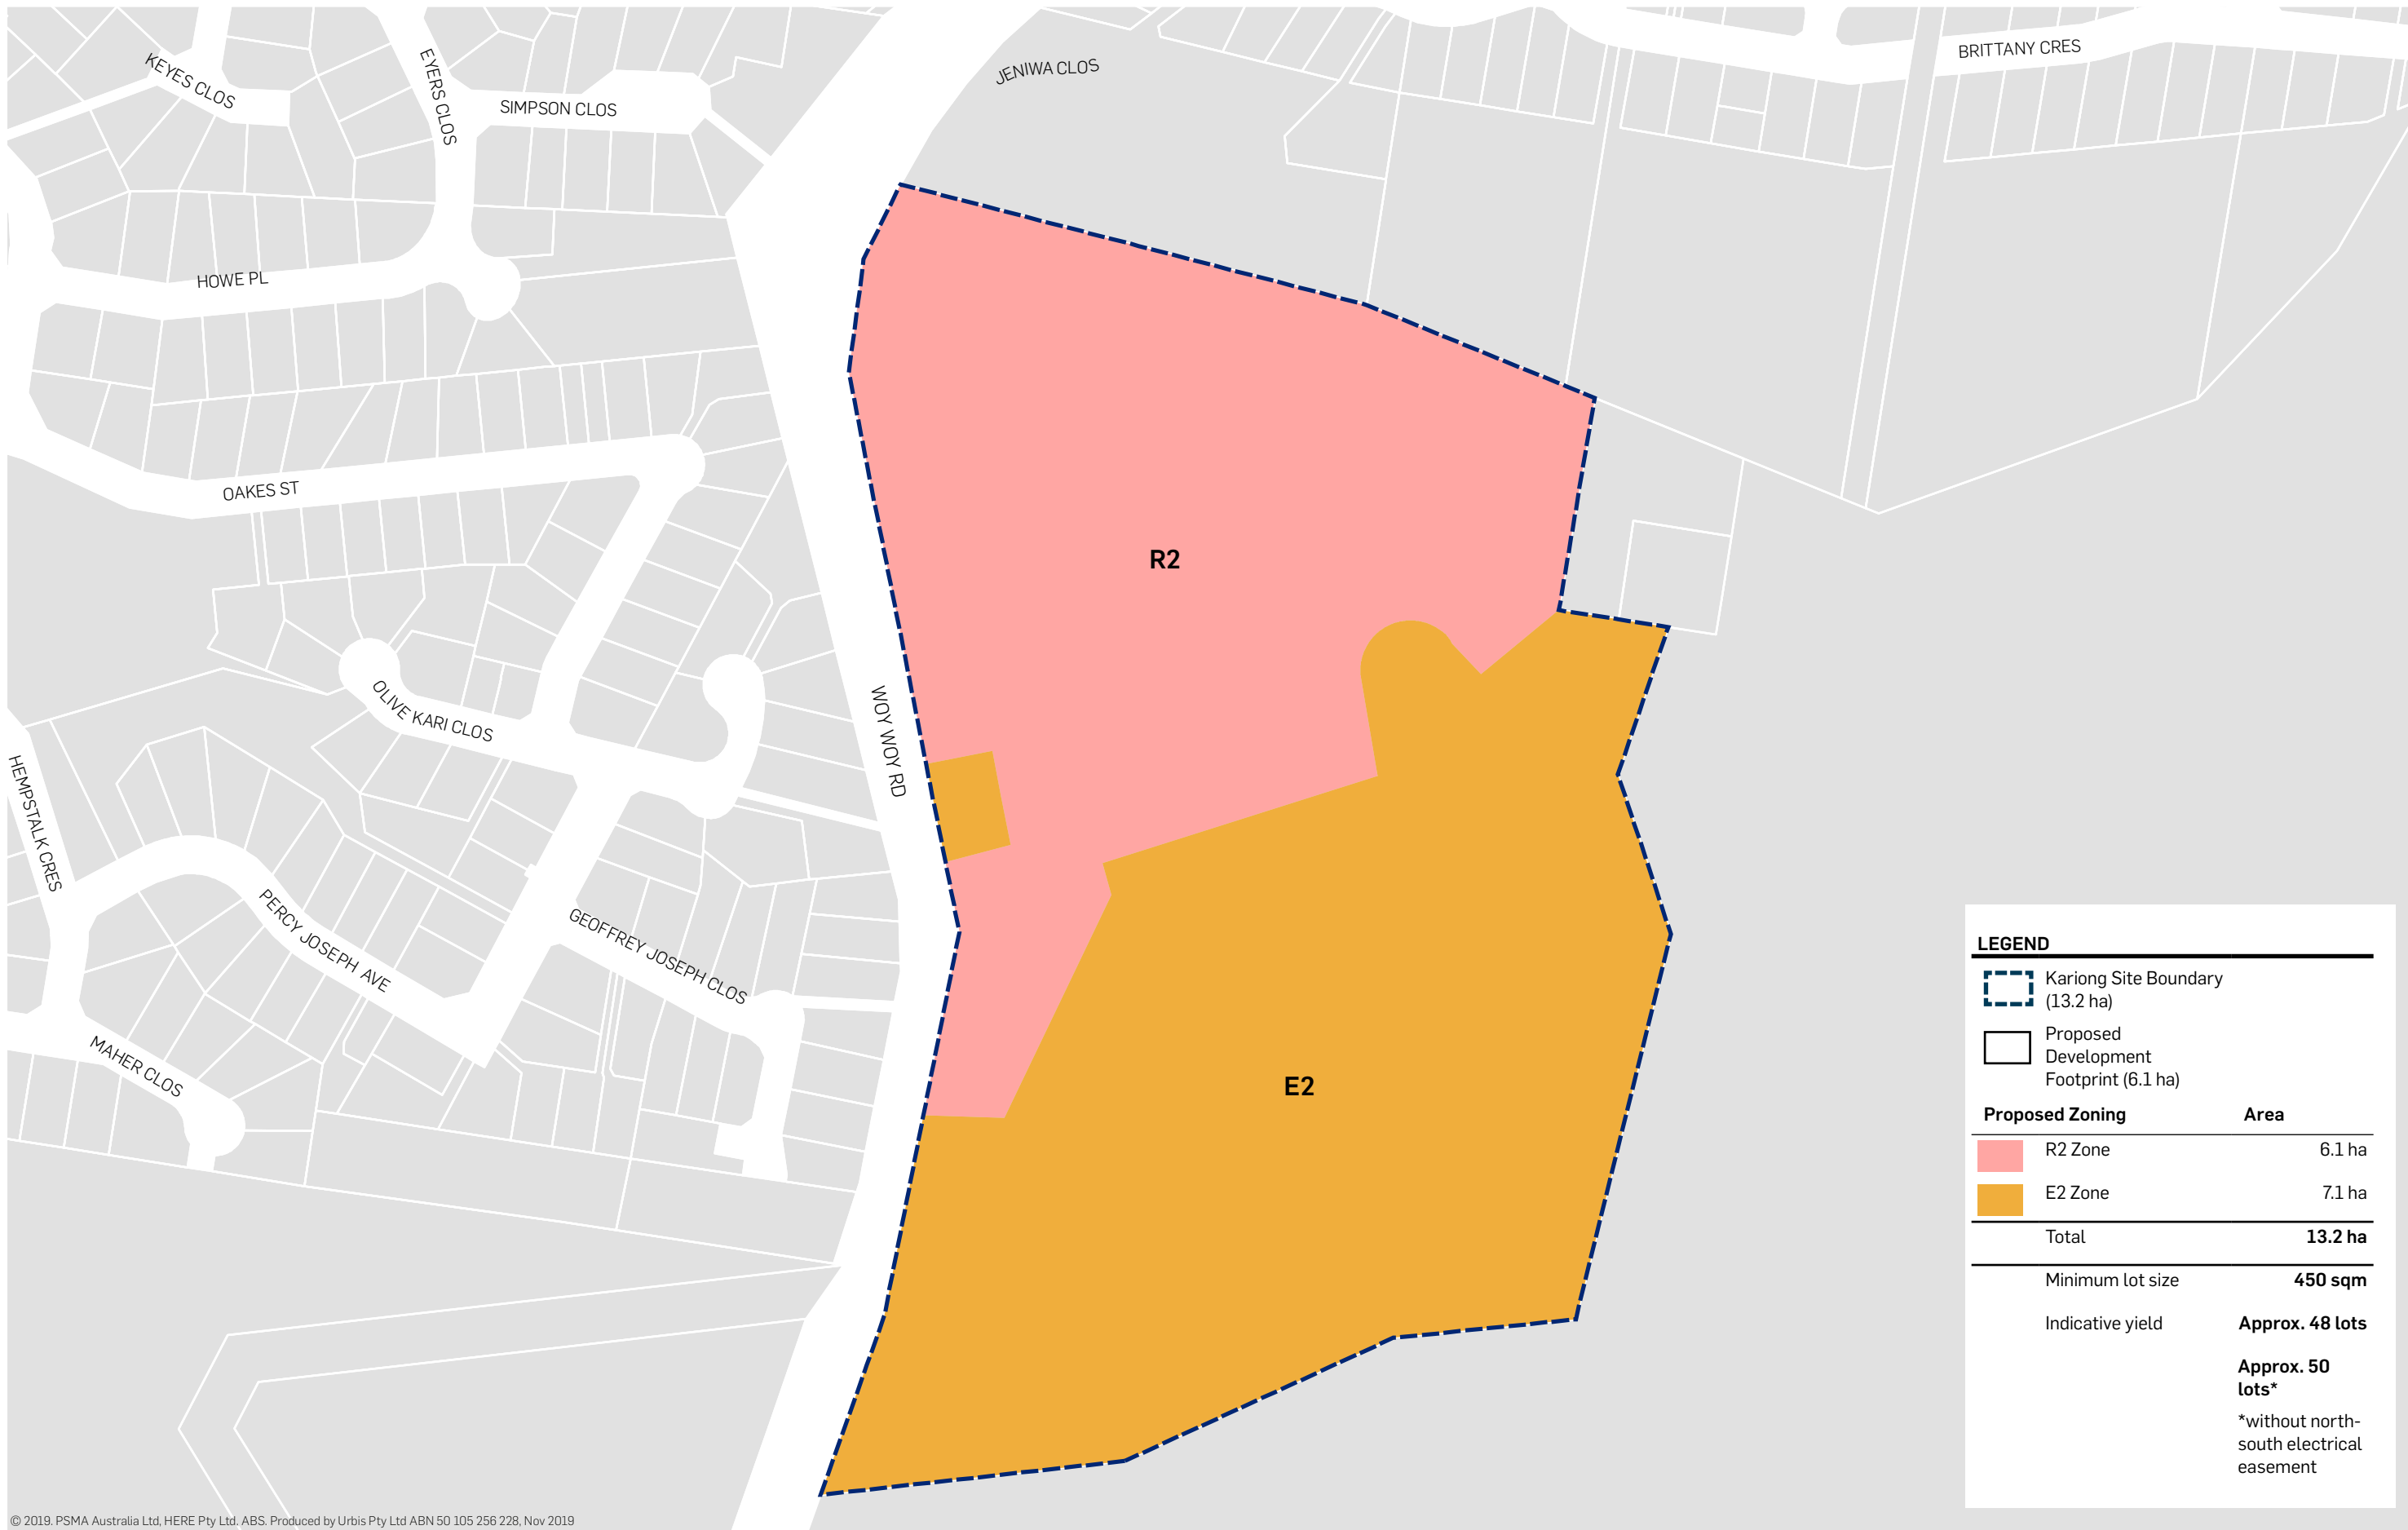 KEYES CLOS
EYERS CLOS
SIMPSON CLOS
JENIWA CLOS
BRITTANY CRES
HOWE PL
OAKES ST
R2
OLIVE KARI CLOS
WOY WOY RD
HEMPSTALK CRES
PERCY JOSEPH AVE
GEOFFREY JOSEPH CLOS
MAHER CLOS
E2
LEGEND
Kariong Site Boundary
(13.2 ha)
Proposed
Development
Footprint (6.1 ha)
Proposed Zoning Area
R2 Zone 6.1 ha
E2 Zone 7.1 ha
Total 13.2 ha
Minimum lot size 450 sqm
Indicative yield Approx. 48 lots
Approx. 50
lots*
*without north-
south electrical
easement
© 2019. PSMA Australia Ltd, HERE Pty Ltd. ABS. Produced by Urbis Pty Ltd ABN 50 105 256 228, Nov 2019